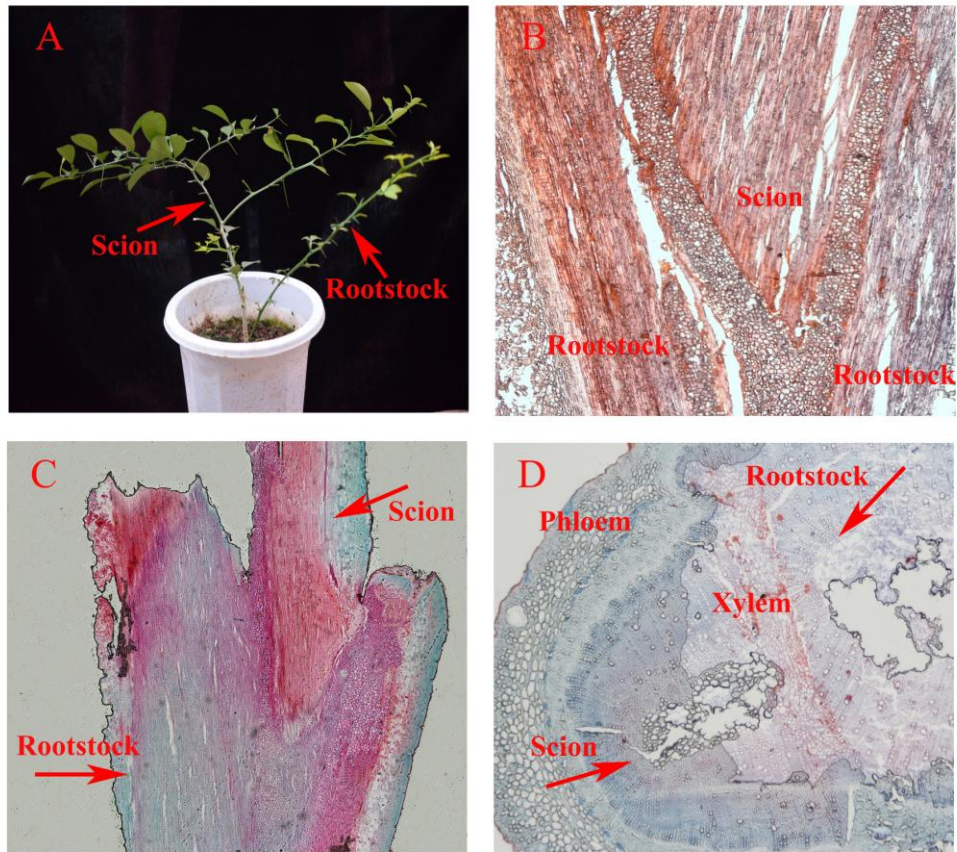 A
Scion
Rootstock
B
Scion
Rootstock
Rootstock
C
Scion
Rootstock
D
Rootstock
Phloem
Xylem
Scion